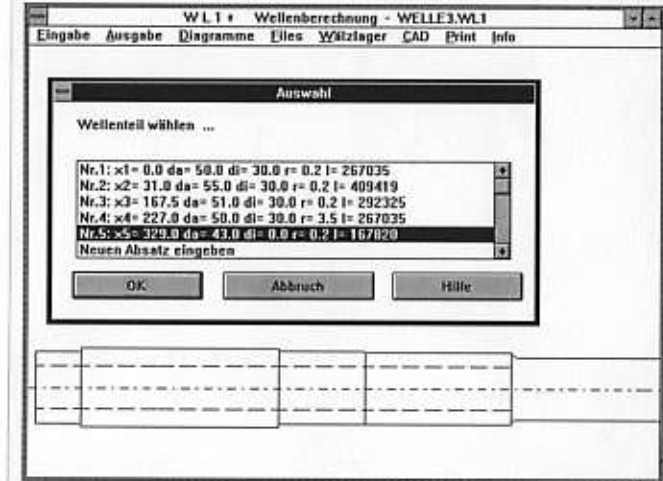 WL1+ Wellenberechnung - WELLE3.WL1
Eingabe Ausgabe Diagramme Files Wälzlager CAD Print Info
Auswahl
Wellenteil wählen ...
Nr.1: x1= 0.0 da= 50.0 di= 30.0 r= 0.2 I= 267035
Nr.2: x2= 31.0 da= 55.0 di= 30.0 r= 0.2 I= 409419
Nr.3: x3= 167.5 da= 51.0 di= 30.0 r= 0.2 I= 292325
Nr.4: x4= 227.0 da= 50.0 di= 30.0 r= 3.5 I= 267035
Nr.5: x5= 329.0 da= 43.0 di= 0.0 r= 0.2 I= 167820
Neuen Absatz eingeben
OK Abbruch Hilfe